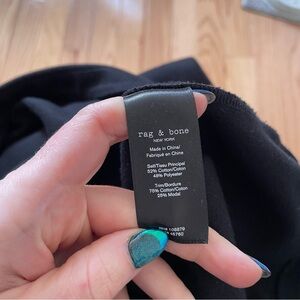 rag & bone
NEW YORK
Made in China/
Fabriqué en Chine
Self/Tissu Principal
52% Cotton/Coton
48% Polyester
Trim/Bordure
75% Cotton/Coton
25% Modal